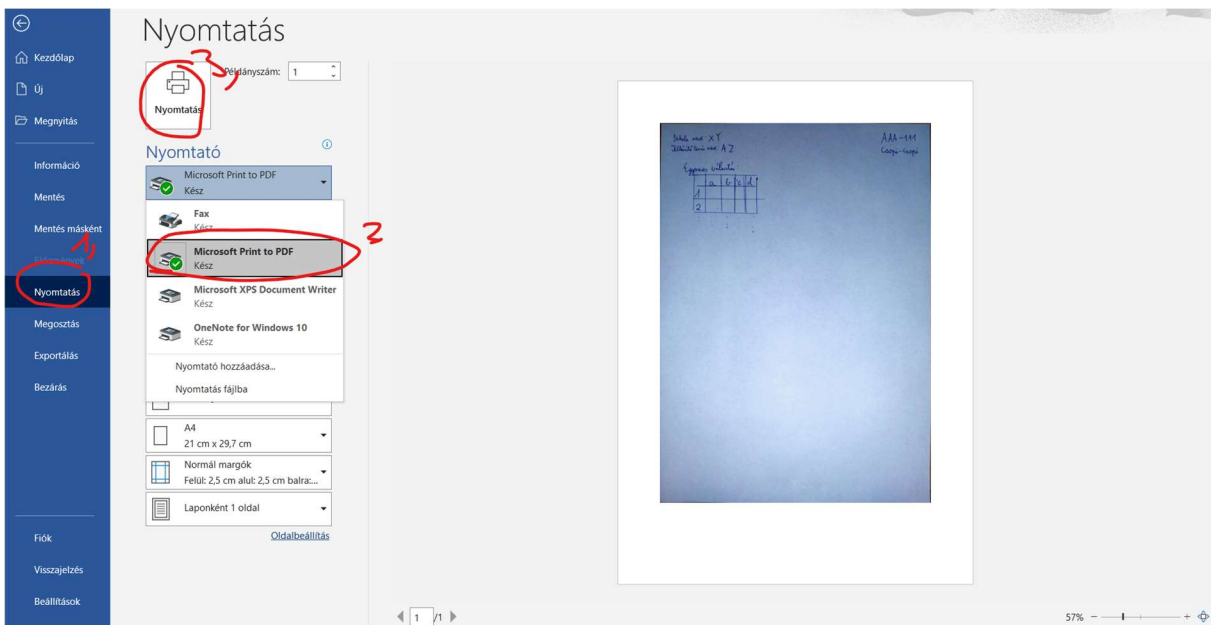 Nyomtatás
Kezdőlap
Új
Megnyitás
Információ
Mentés
Mentés másként
Előzmények
Nyomtatás
Megosztás
Exportálás
Bezárás
Fiók
Visszajelzés
Beállítások
1)
3)
Példányszám: 1
Nyomtatás
Nyomtató
Microsoft Print to PDF
Kész
Fax
Kész
Microsoft Print to PDF
Kész
2
Microsoft XPS Document Writer
Kész
OneNote for Windows 10
Kész
Nyomtató hozzáadása...
Nyomtatás fájlba
A4
21 cm x 29,7 cm
Normál margók
Felül: 2,5 cm alul: 2,5 cm balra:...
Laponként 1 oldal
Oldalbeállítás
XY
AAA-111
AZ
a b c d
1
2
1 /1
57%